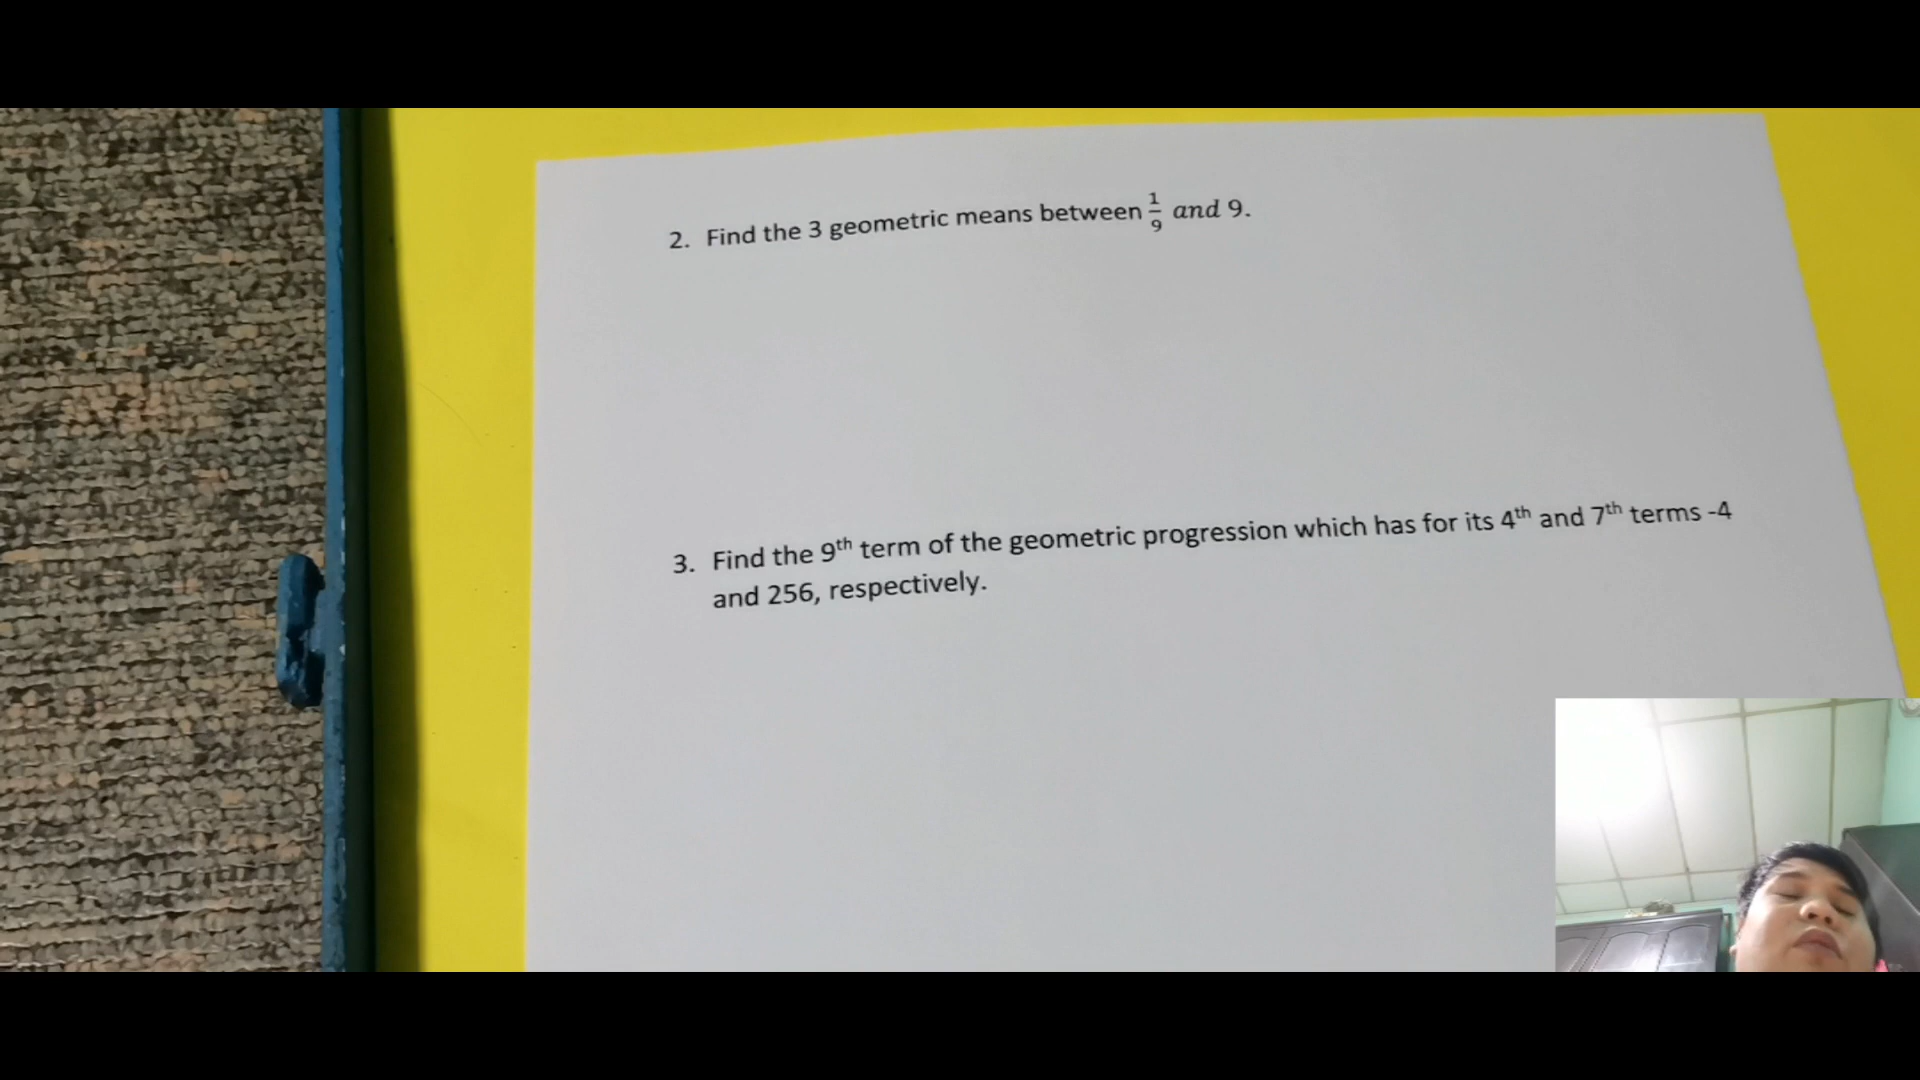 2. Find the 3 geometric means between 1/9 and 9.
3. Find the 9th term of the geometric progression which has for its 4th and 7th terms -4
and 256, respectively.